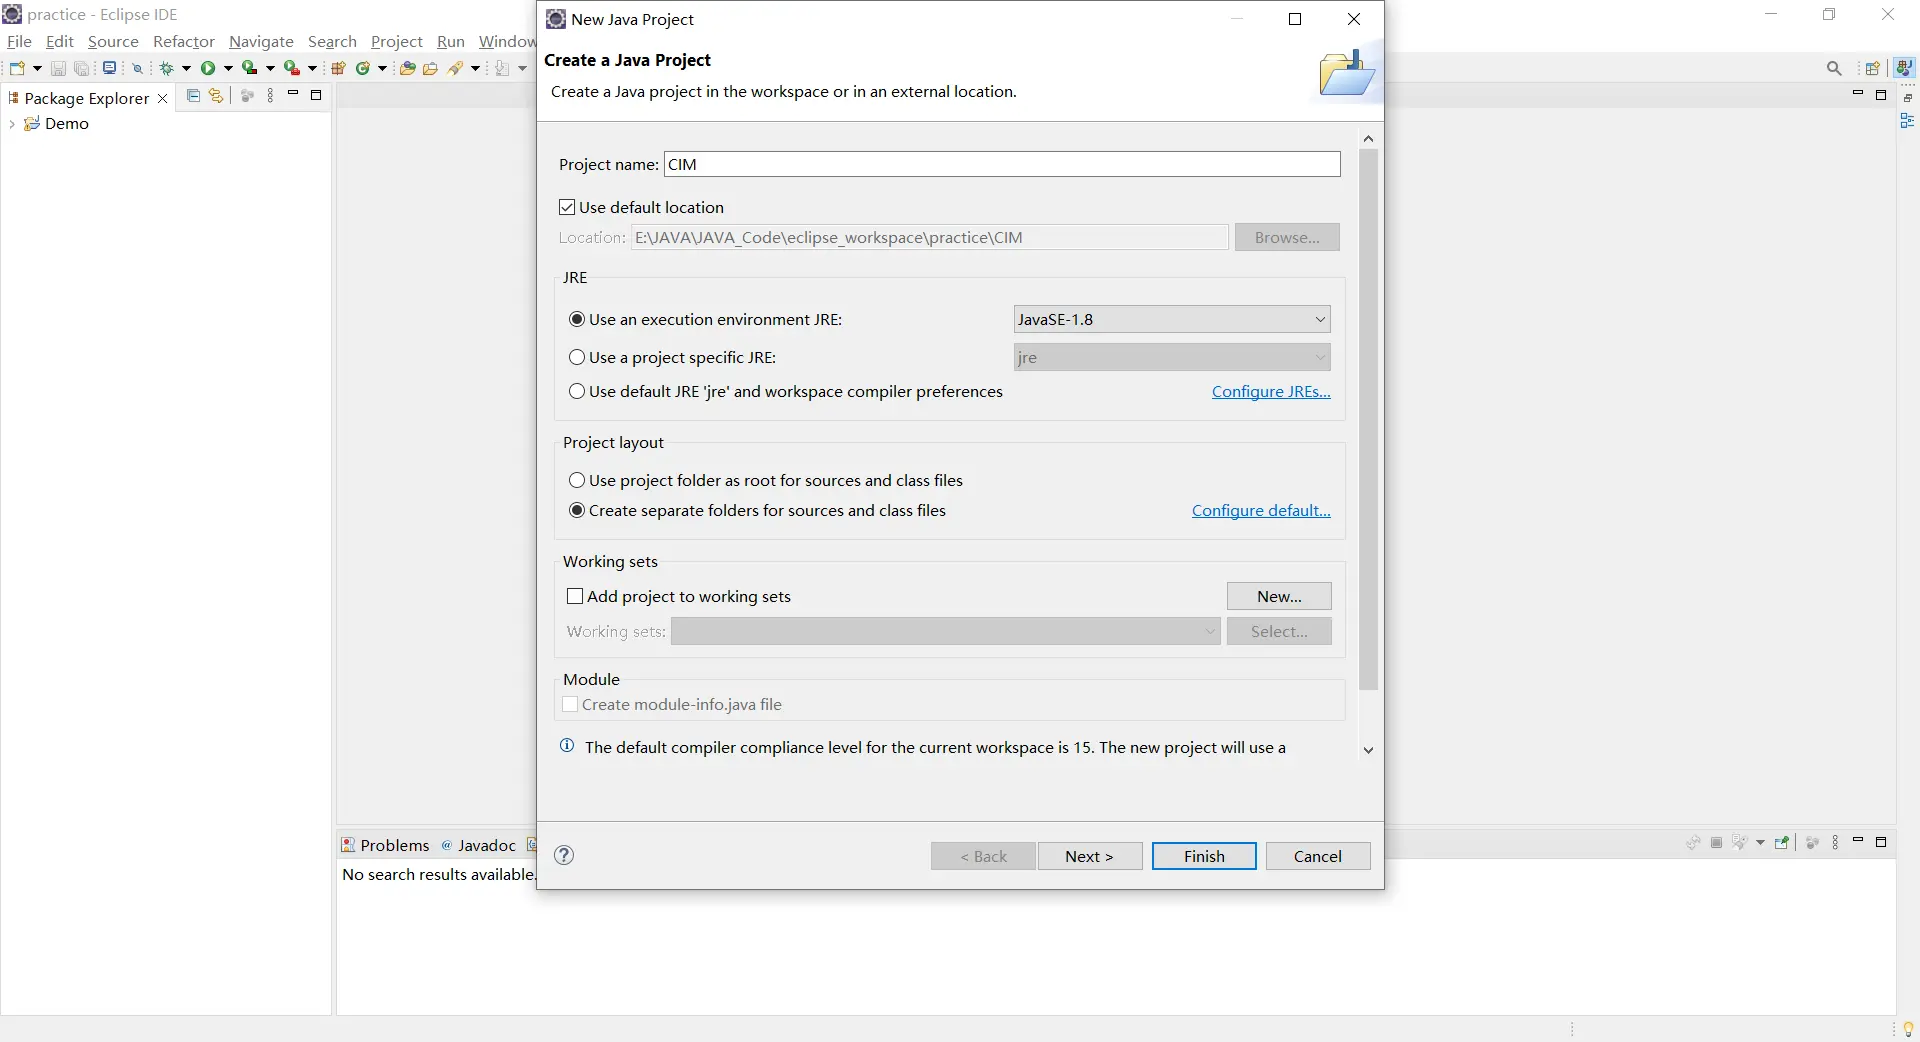 practice - Eclipse IDE
File Edit Source Refactor Navigate Search Project Run Window
Package Explorer
Demo
New Java Project
Create a Java Project
Create a Java project in the workspace or in an external location.
Project name: CIM
Use default location
Location: E:\JAVA\JAVA_Code\eclipse_workspace\practice\CIM Browse...
JRE
Use an execution environment JRE: JavaSE-1.8
Use a project specific JRE: jre
Use default JRE 'jre' and workspace compiler preferences Configure JREs...
Project layout
Use project folder as root for sources and class files
Create separate folders for sources and class files Configure default...
Working sets
Add project to working sets New...
Working sets: Select...
Module
Create module-info.java file
The default compiler compliance level for the current workspace is 15. The new project will use a
< Back Next > Finish Cancel
Problems @ Javadoc
No search results available.